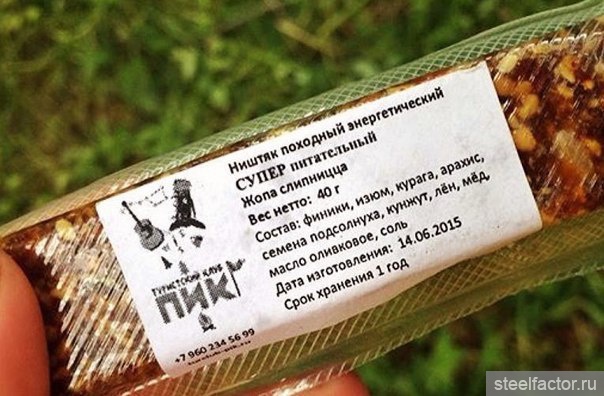 Ништяк походный энергетический
СУПЕР питательный
Жопа слипницца
Вес нетто: 40 г
Состав: финики, изюм, курага, арахис,
семена подсолнуха, кунжут, лён, мёд,
масло оливковое, соль
Дата изготовления: 14.06.2015
Срок хранения 1 год
ТУРИСТСКИЙ КЛУБ
ПИК
+7 960 234 56 99
steelfactor.ru